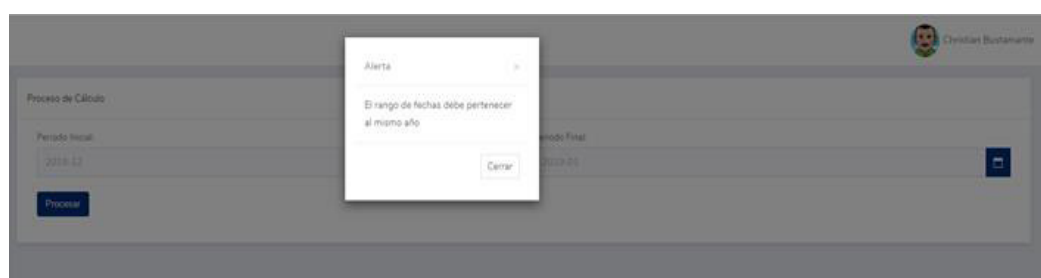 Christian Bustamante
Alerta ×
Proceso de Cálculo
El rango de fechas debe pertenecer
al mismo año
Periodo Inicial:
Periodo Final:
Cerrar
Procesar